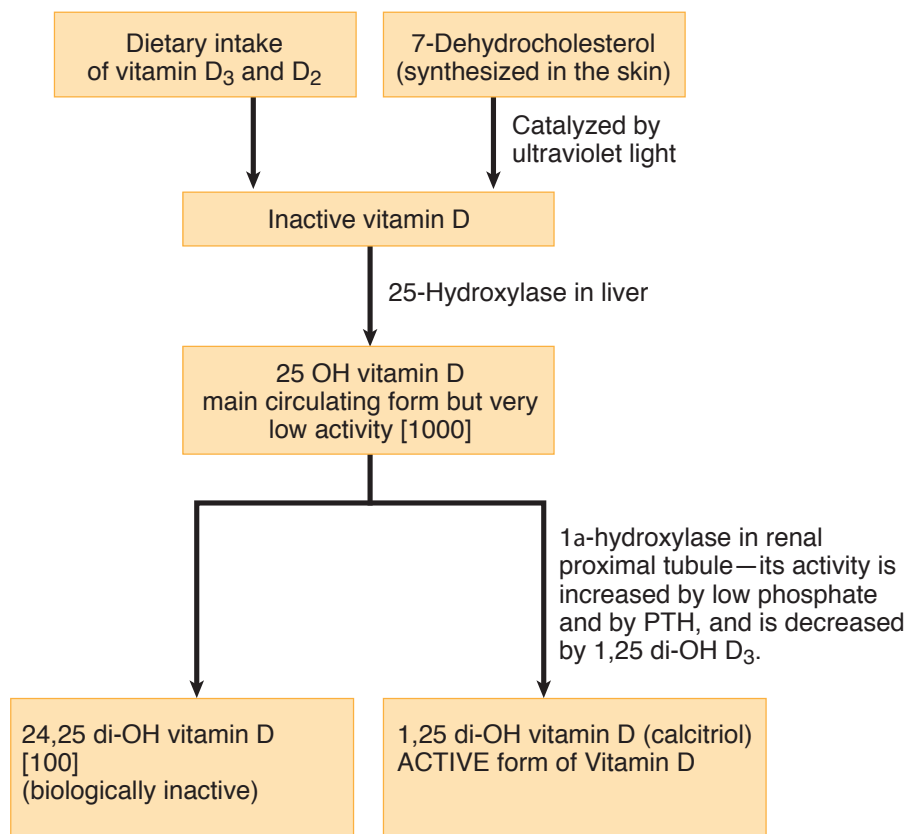 Dietary intake
of vitamin D₃ and D₂
7-Dehydrocholesterol
(synthesized in the skin)
Catalyzed by
ultraviolet light
Inactive vitamin D
25-Hydroxylase in liver
25 OH vitamin D
main circulating form but very
low activity [1000]
1a-hydroxylase in renal
proximal tubule—its activity is
increased by low phosphate
and by PTH, and is decreased
by 1,25 di-OH D₃.
24,25 di-OH vitamin D
[100]
(biologically inactive)
1,25 di-OH vitamin D (calcitriol)
ACTIVE form of Vitamin D